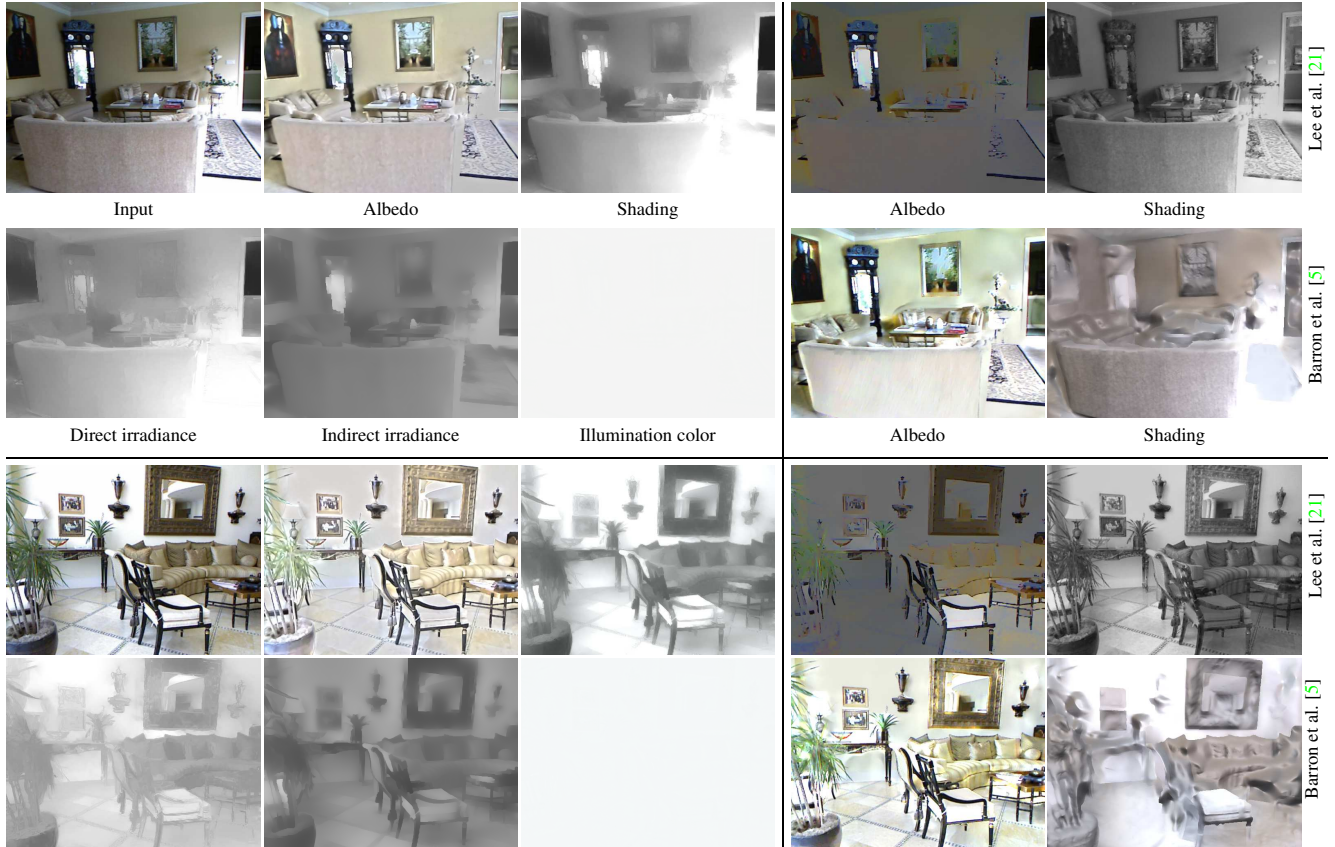 Input
Albedo
Shading
Albedo
Shading
Lee et al. [21]
Direct irradiance
Indirect irradiance
Illumination color
Albedo
Shading
Barron et al. [5]
Lee et al. [21]
Barron et al. [5]